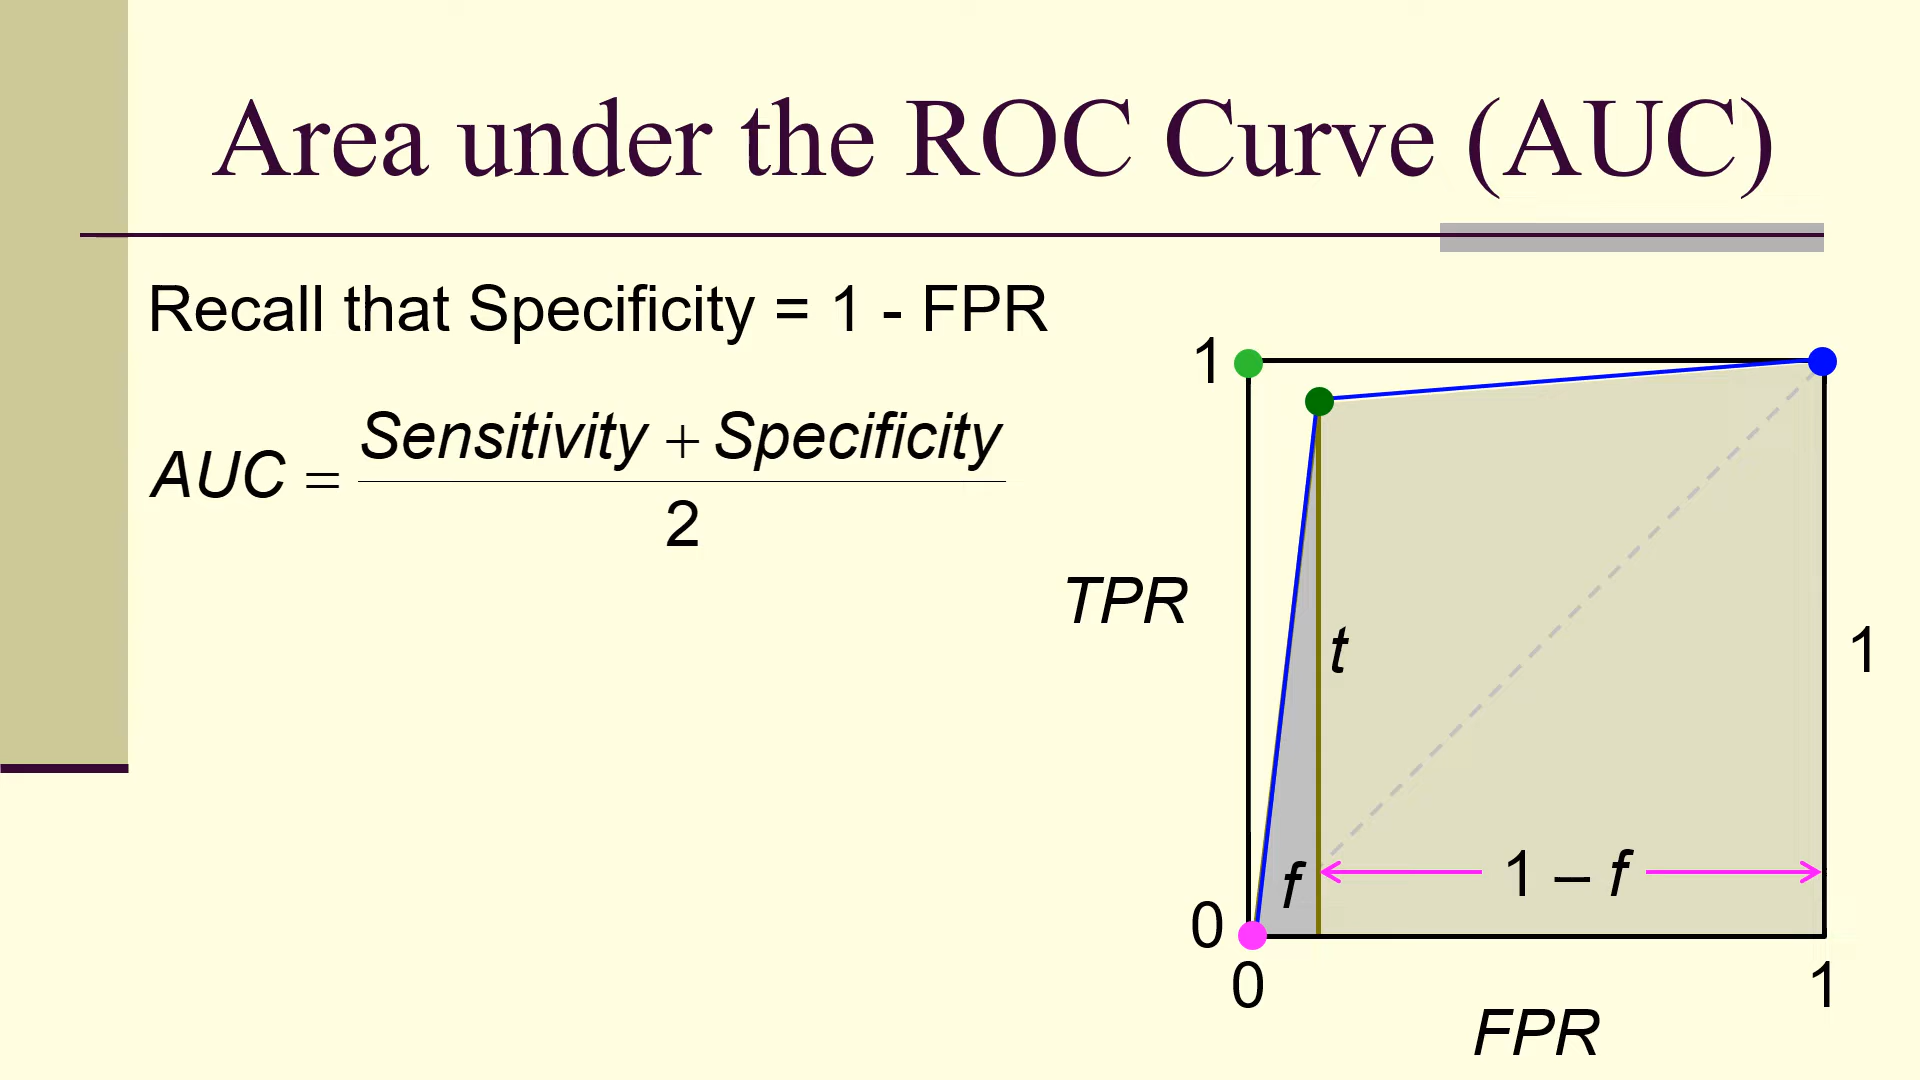 Area under the ROC Curve (AUC)
Recall that Specificity = 1 - FPR
AUC = Sensitivity + Specificity
2
1
TPR
t
1
f
1 – f
0
0
1
FPR